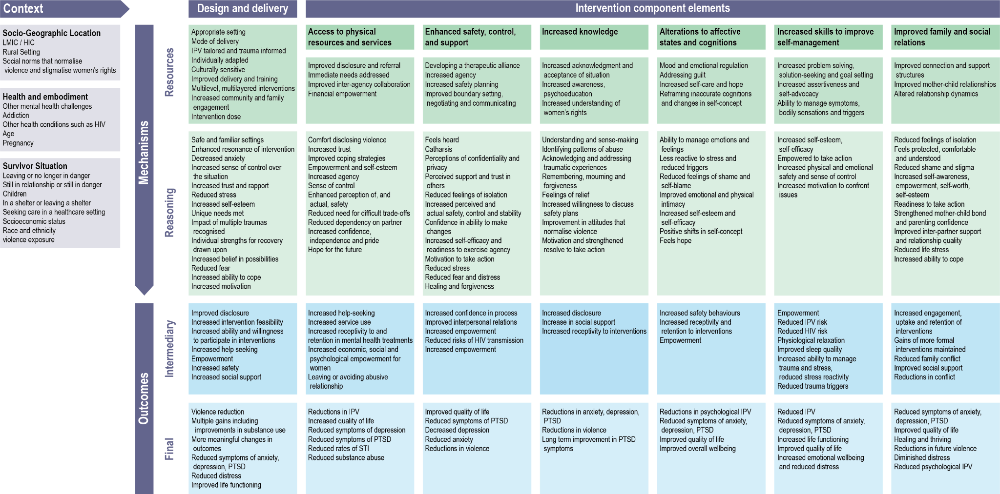 Context
Design and delivery
Intervention component elements
Socio-Geographic Location
LMIC / HIC
Rural Setting
Social norms that normalise
violence and stigmatise women's rights
Health and embodiment
Other mental health challenges
Addiction
Other health conditions such as HIV
Age
Pregnancy
Survivor Situation
Leaving or no longer in danger
Still in relationship or still in danger
Children
In a shelter or leaving a shelter
Seeking care in a healthcare setting
Socioeconomic status
Race and ethnicity
violence exposure
Mechanisms
Resources
Appropriate setting
Mode of delivery
IPV tailored and trauma informed
Individually adapted
Culturally sensitive
Improved delivery and training
Multilevel, multilayered interventions
Increased community and family
engagement
Intervention dose
Access to physical
resources and services
Improved disclosure and referral
Immediate needs addressed
Improved inter-agency collaboration
Financial empowerment
Enhanced safety, control,
and support
Developing a therapeutic alliance
Increased agency
Increased safety planning
Improved boundary setting,
negotiating and communicating
Increased knowledge
Increased acknowledgment and
acceptance of situation
Increased awareness,
psychoeducation
Increased understanding of
women's rights
Alterations to affective
states and cognitions
Mood and emotional regulation
Addressing guilt
Increased self-care and hope
Reframing inaccurate cognitions
and changes in self-concept
Increased skills to improve
self-management
Increased problem solving,
solution-seeking and goal setting
Increased assertiveness and
self-advocacy
Ability to manage symptoms,
bodily sensations and triggers
Improved family and social
relations
Improved connection and support
structures
Improved mother-child relationships
Altered relationship dynamics
Reasoning
Safe and familiar settings
Enhanced resonance of intervention
Decreased anxiety
Increased sense of control over
the situation
Increased trust and rapport
Reduced stress
Increased self-esteem
Unique needs met
Impact of multiple traumas
recognised
Individual strengths for recovery
drawn upon
Increased belief in possibilities
Reduced fear
Increased ability to cope
Increased motivation
Comfort disclosing violence
Increased trust
Improved coping strategies
Empowerment and self-esteem
Increased agency
Sense of control
Enhanced perception of, and
actual, safety
Reduced need for difficult trade-offs
Reduced dependency on partner
Increased confidence,
independence and pride
Hope for the future
Feels heard
Catharsis
Perceptions of confidentiality and
privacy
Perceived support and trust in
others
Reduced feelings of isolation
Increased perceived and
actual safety, control and stability
Confidence in ability to make
changes
Increased self-efficacy and
readiness to exercise agency
Motivation to take action
Reduced stress
Reduced fear and distress
Healing and forgiveness
Understanding and sense-making
Identifying patterns of abuse
Acknowledging and addressing
traumatic experiences
Remembering, mourning and
forgiveness
Feelings of relief
Increased willingness to discuss
safety plans
Improvement in attitudes that
normalise violence
Motivation and strengthened
resolve to take action
Ability to manage emotions and
feelings
Less reactive to stress and
reduced triggers
Reduced feelings of shame and
self-blame
Improved emotional and physical
intimacy
Increased self-esteem and
self-efficacy
Positive shifts in self-concept
Feels hope
Increased self-esteem,
self-efficacy
Empowered to take action
Increased physical and emotional
safety and sense of control
Increased motivation to confront
issues
Reduced feelings of isolation
Feels protected, comfortable
and understood
Reduced shame and stigma
Increased self-awareness,
empowerment, self-worth,
self-esteem
Readiness to take action
Strengthened mother-child bond
and parenting confidence
Improved inter-partner support
and relationship quality
Reduced life stress
Increased ability to cope
Outcomes
Intermediary
Improved disclosure
Increased intervention feasibility
Increased ability and willingness
to participate in interventions
Increased help seeking
Empowerment
Increased safety
Increased social support
Increased help-seeking
Increased service use
Increased receptivity to and
retention in mental health treatments
Increased economic, social and
psychological empowerment for
women
Leaving or avoiding abusive
relationship
Increased confidence in process
Improved interpersonal relations
Increased empowerment
Reduced risks of HIV transmission
Increased empowerment
Increased disclosure
Increase in social support
Increased receptivity to interventions
Increased safety behaviours
Increased receptivity and
retention to interventions
Empowerment
Empowerment
Reduced IPV risk
Reduced HIV risk
Physiological relaxation
Improved sleep quality
Increased ability to manage
trauma and stress,
reduced stress reactivity
Reduced trauma triggers
Increased engagement,
uptake and retention of
interventions
Gains of more formal
interventions maintained
Reduced family conflict
Improved social support
Reductions in conflict
Final
Violence reduction
Multiple gains including
improvements in substance use
More meaningful changes in
outcomes
Reduced symptoms of anxiety,
depression, PTSD
Reduced distress
Improved life functioning
Reductions in IPV
Increased quality of life
Reduced symptoms of depression
Reduced symptoms of PTSD
Reduced rates of STI
Reduced substance abuse
Improved quality of life
Reduced symptoms of PTSD
Decreased depression
Reduced anxiety
Reductions in violence
Reductions in anxiety, depression,
PTSD
Reductions in violence
Long term improvement in PTSD
symptoms
Reductions in psychological IPV
Reduced symptoms of anxiety,
depression, PTSD
Improved quality of life
Improved overall wellbeing
Reduced IPV
Reduced symptoms of anxiety,
depression, PTSD
Increased life functioning
Improved quality of life
Increased emotional wellbeing
and reduced distress
Reduced symptoms of anxiety,
depression, PTSD
Improved quality of life
Healing and thriving
Reductions in future violence
Diminished distress
Reduced psychological IPV